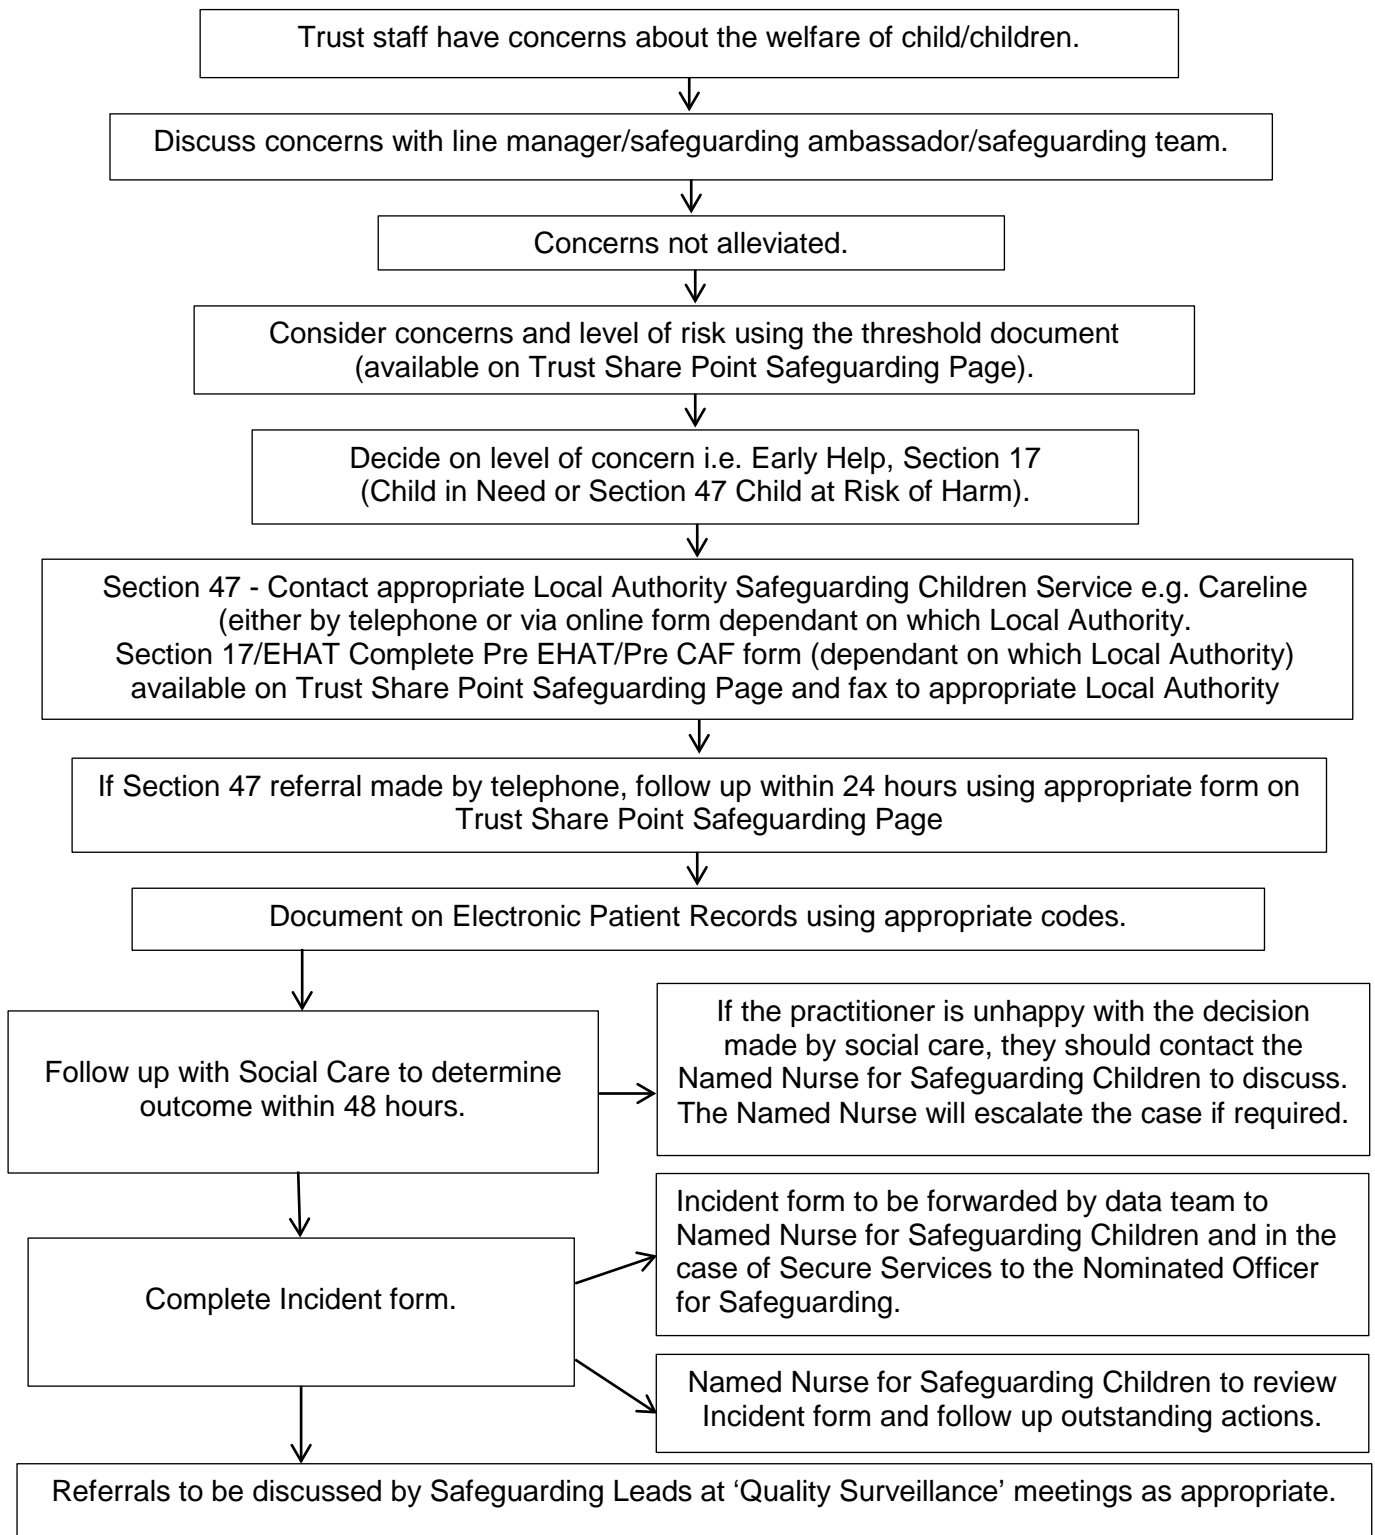 Trust staff have concerns about the welfare of child/children.
Discuss concerns with line manager/safeguarding ambassador/safeguarding team.
Concerns not alleviated.
Consider concerns and level of risk using the threshold document
(available on Trust Share Point Safeguarding Page).
Decide on level of concern i.e. Early Help, Section 17
(Child in Need or Section 47 Child at Risk of Harm).
Section 47 - Contact appropriate Local Authority Safeguarding Children Service e.g. Careline
(either by telephone or via online form dependant on which Local Authority.
Section 17/EHAT Complete Pre EHAT/Pre CAF form (dependant on which Local Authority)
available on Trust Share Point Safeguarding Page and fax to appropriate Local Authority
If Section 47 referral made by telephone, follow up within 24 hours using appropriate form on
Trust Share Point Safeguarding Page
Document on Electronic Patient Records using appropriate codes.
Follow up with Social Care to determine
outcome within 48 hours.
If the practitioner is unhappy with the decision
made by social care, they should contact the
Named Nurse for Safeguarding Children to discuss.
The Named Nurse will escalate the case if required.
Complete Incident form.
Incident form to be forwarded by data team to
Named Nurse for Safeguarding Children and in the
case of Secure Services to the Nominated Officer
for Safeguarding.
Named Nurse for Safeguarding Children to review
Incident form and follow up outstanding actions.
Referrals to be discussed by Safeguarding Leads at ‘Quality Surveillance’ meetings as appropriate.